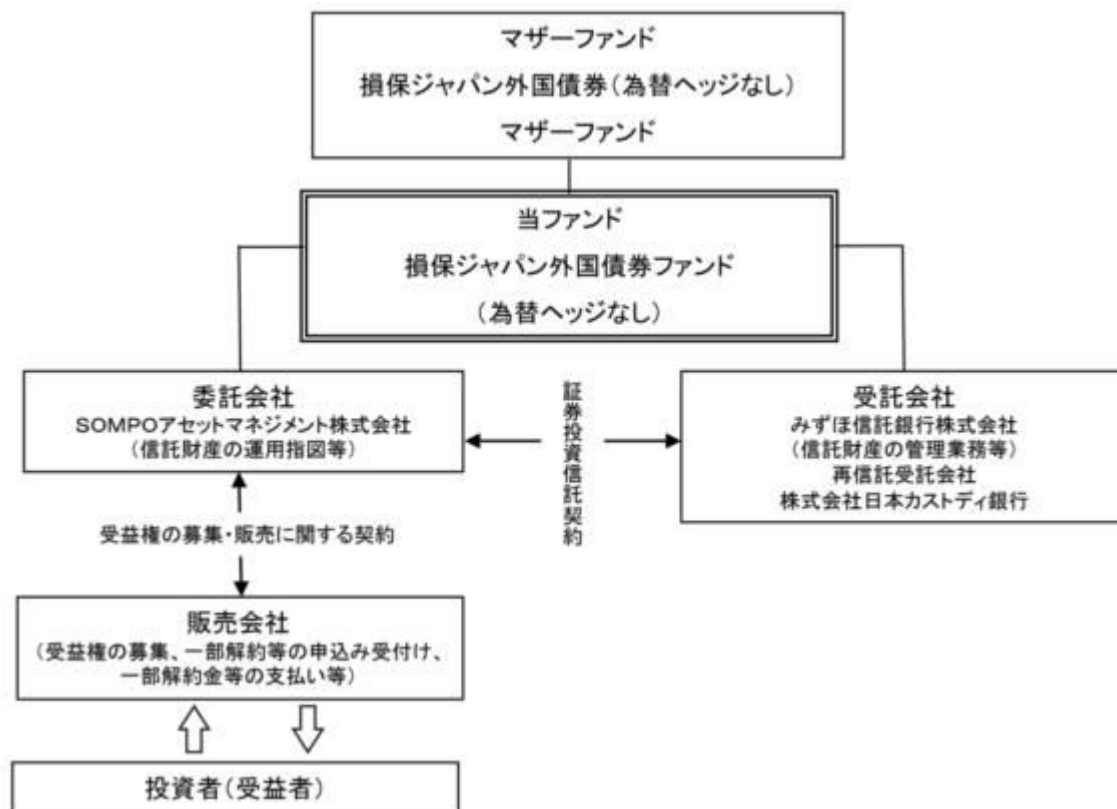 マザーファンド
損保ジャパン外国債券(為替ヘッジなし)
マザーファンド
当ファンド
損保ジャパン外国債券ファンド
(為替ヘッジなし)
委託会社
SOMPOアセットマネジメント株式会社
(信託財産の運用指図等)
証券投資信託契約
受託会社
みずほ信託銀行株式会社
(信託財産の管理業務等)
再信託受託会社
株式会社日本カストディ銀行
受益権の募集・販売に関する契約
販売会社
(受益権の募集、一部解約等の申込み受付け、
一部解約金等の支払い等)
投資者(受益者)